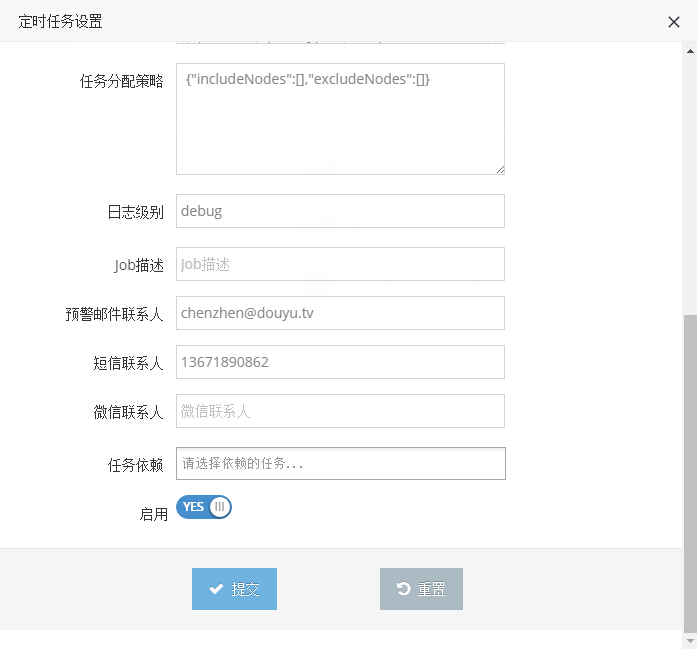 定时任务设置
任务分配策略 {"includeNodes":[],"excludeNodes":[]}
日志级别 debug
Job描述 Job描述
预警邮件联系人 chenzhen@douyu.tv
短信联系人 13671890862
微信联系人 微信联系人
任务依赖 请选择依赖的任务...
启用 YES
提交 重置